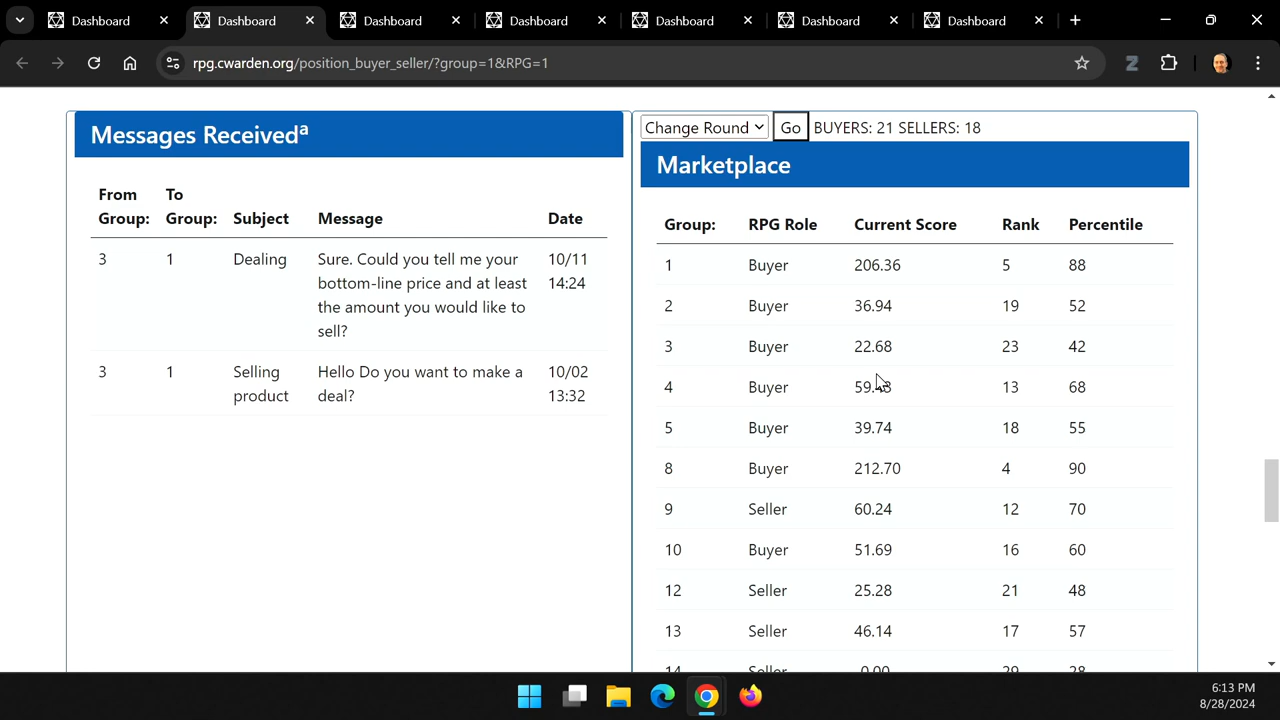 Dashboard
Dashboard
Dashboard
Dashboard
Dashboard
Dashboard
Dashboard
rpg.cwarden.org/position_buyer_seller/?group=1&RPG=1
Messages Receivedª
From Group: To Group: Subject Message Date
3 1 Dealing Sure. Could you tell me your 10/11
bottom-line price and at least 14:24
the amount you would like to
sell?
3 1 Selling Hello Do you want to make a 10/02
product deal? 13:32
Change Round Go BUYERS: 21 SELLERS: 18
Marketplace
Group: RPG Role Current Score Rank Percentile
1 Buyer 206.36 5 88
2 Buyer 36.94 19 52
3 Buyer 22.68 23 42
4 Buyer 13 68
5 Buyer 39.74 18 55
8 Buyer 212.70 4 90
9 Seller 60.24 12 70
10 Buyer 51.69 16 60
12 Seller 25.28 21 48
13 Seller 46.14 17 57
14 Seller 0.00 29 28
6:13 PM
8/28/2024